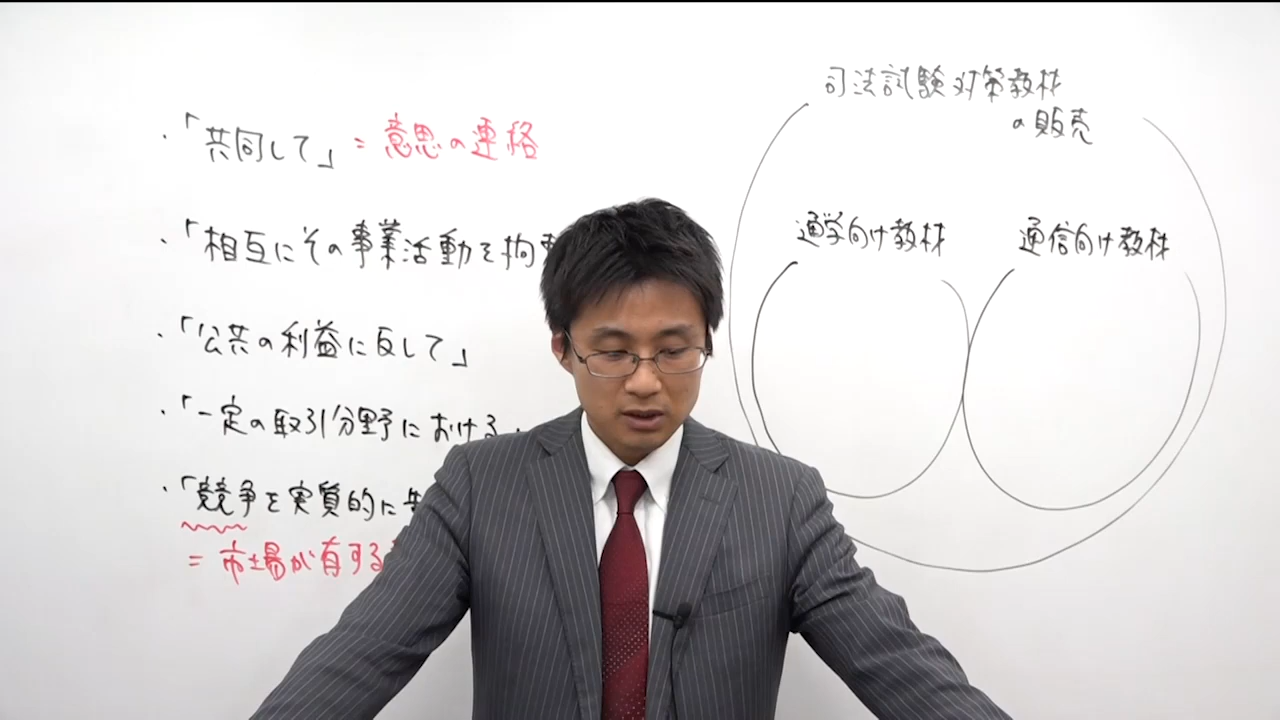 ・「共同して」=意思の連絡
・「相互にその事業活動を拘
・「公共の利益に反して」
・「一定の取引分野における」
・「競争を実質的に
=市場が有する
司法試験対策教材
の販売
通学向け教材
通信向け教材